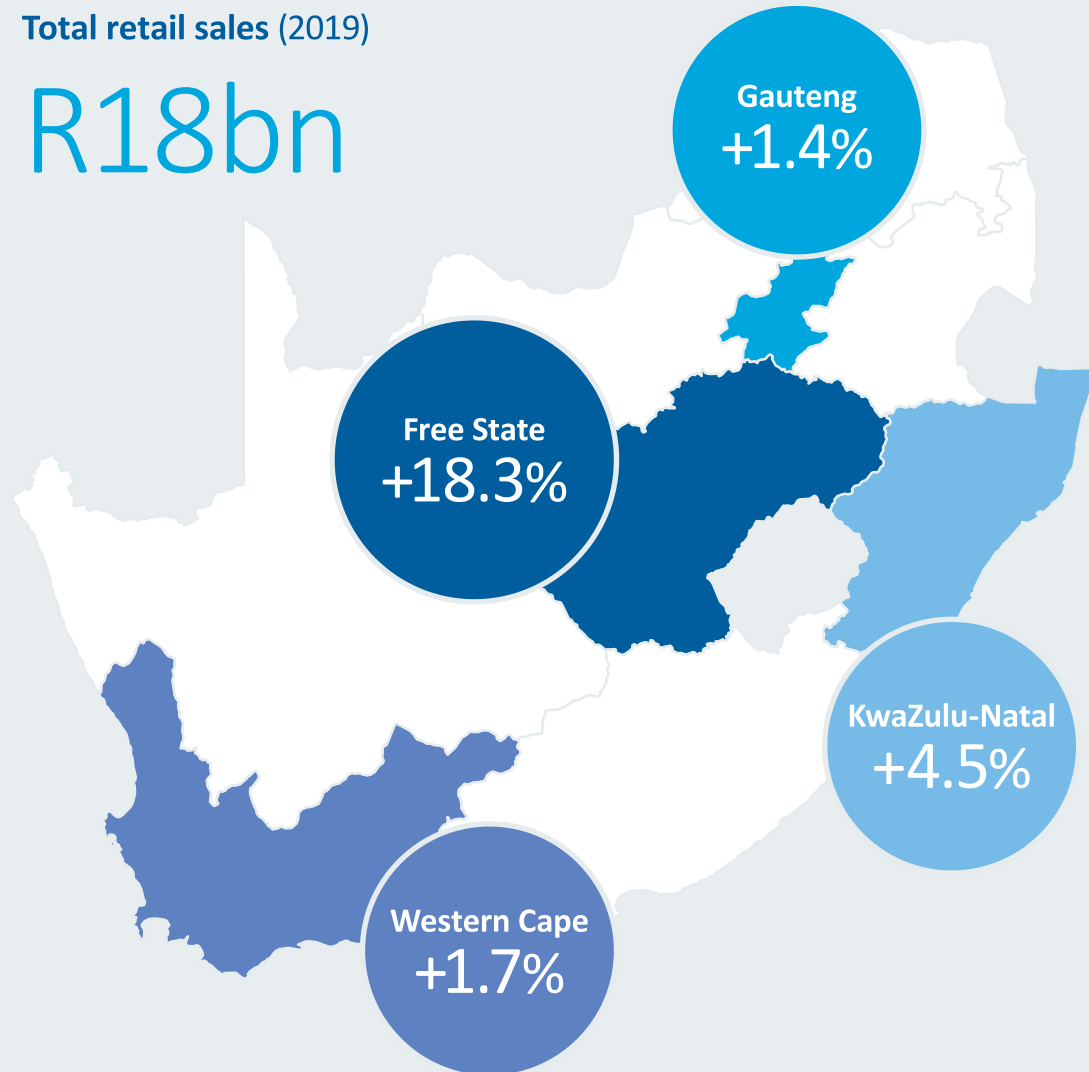 Total retail sales (2019)
R18bn
Gauteng
+1.4%
Free State
+18.3%
KwaZulu-Natal
+4.5%
Western Cape
+1.7%